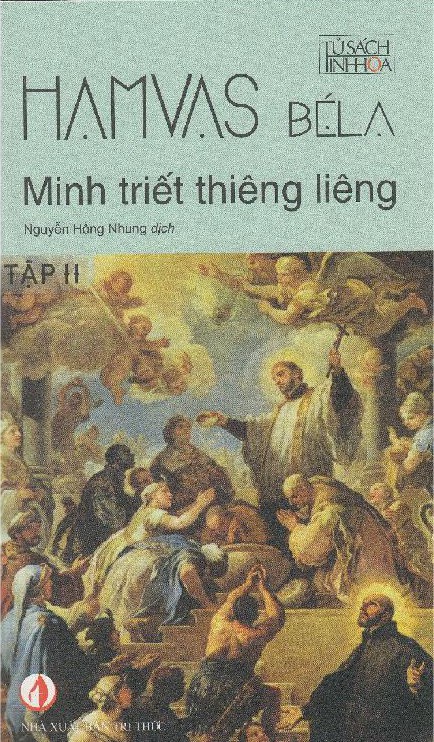 TỦ SÁCH
TINH HOA
HAMVAS BÉLA
Minh triết thiêng liêng
Nguyễn Hồng Nhung dịch
TẬP II
NHÀ XUẤT BẢN TRI THỨC